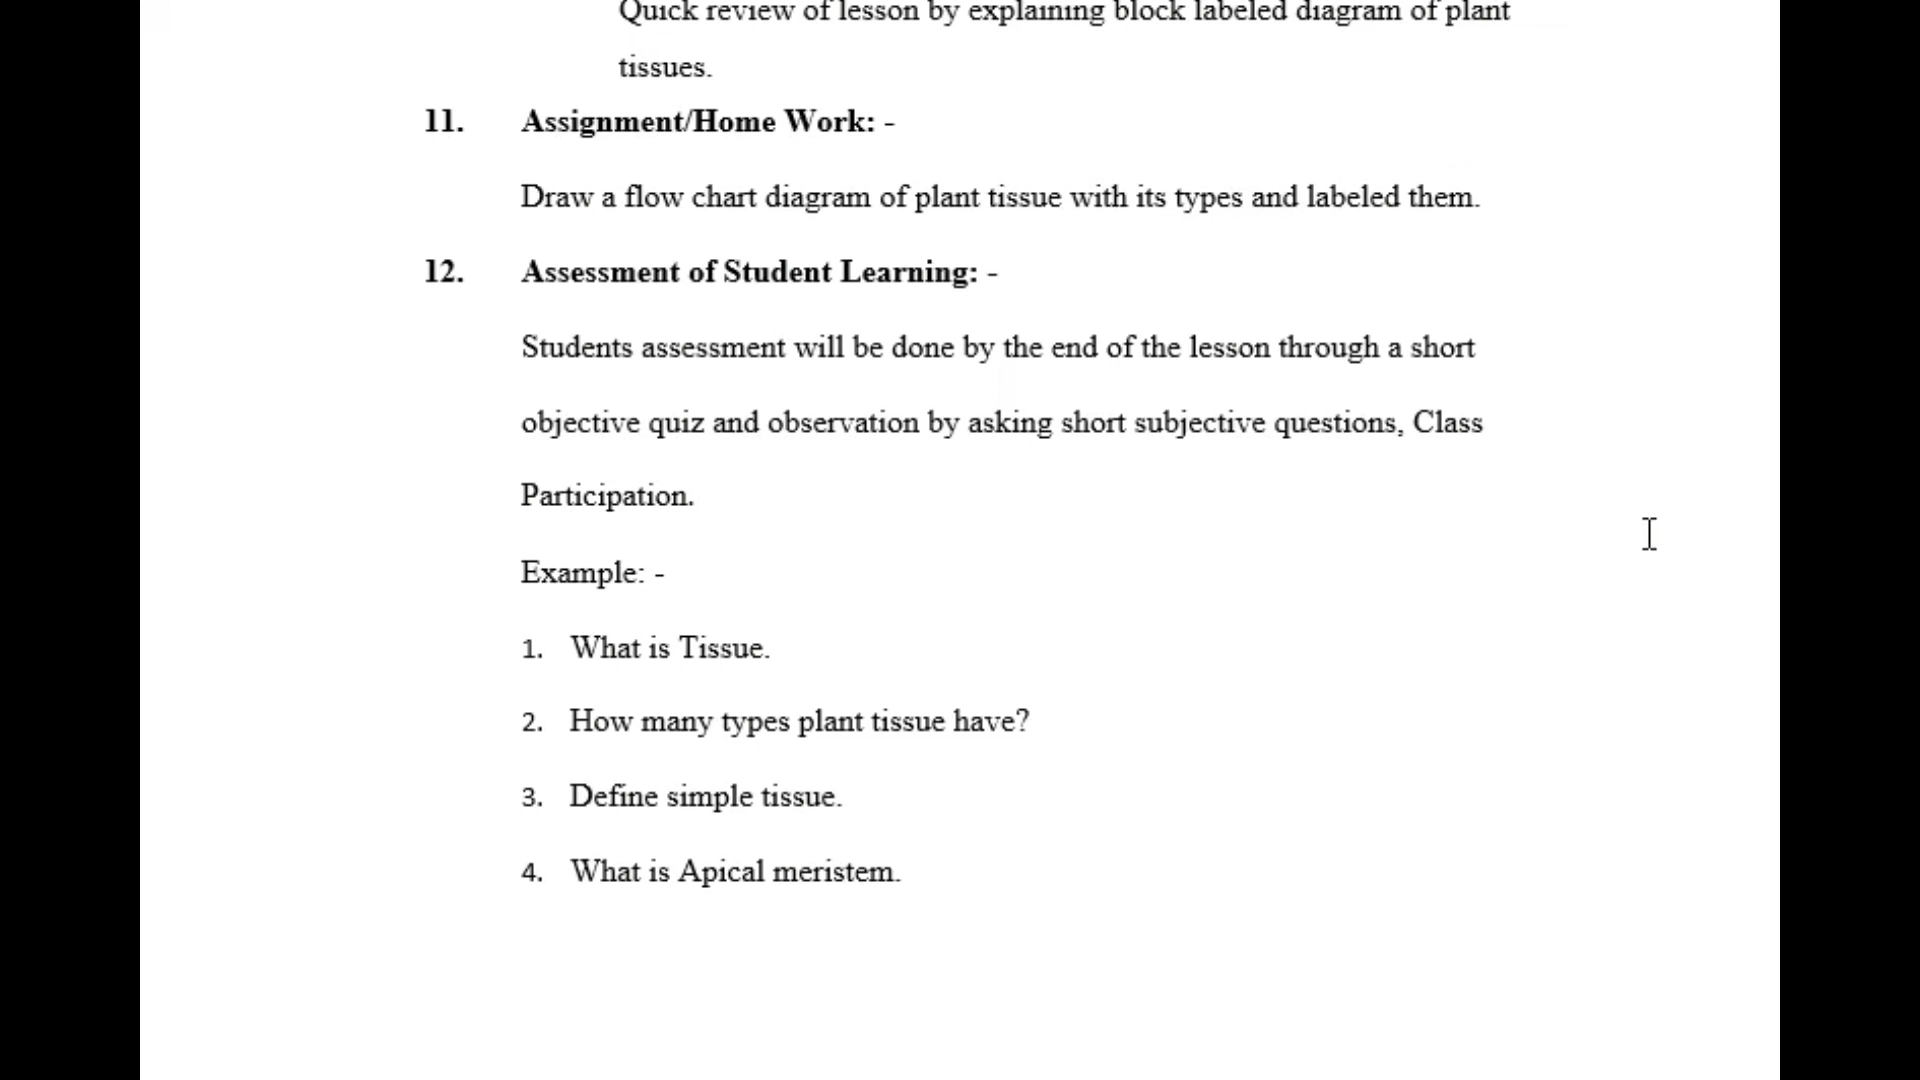 Quick review of lesson by explaining block labeled diagram of plant
tissues.
11. Assignment/Home Work: -
Draw a flow chart diagram of plant tissue with its types and labeled them.
12. Assessment of Student Learning: -
Students assessment will be done by the end of the lesson through a short
objective quiz and observation by asking short subjective questions, Class
Participation.
Example: -
1. What is Tissue.
2. How many types plant tissue have?
3. Define simple tissue.
4. What is Apical meristem.